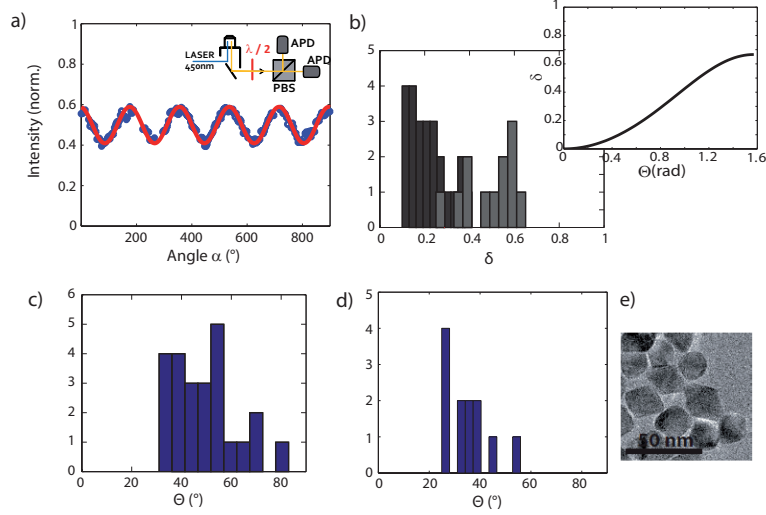 a)
Intensity (norm.)
1
0.8
0.6
0.4
0.2
0
200 400 600 800
Angle α (°)
LASER
450nm
λ / 2
APD
APD
PBS
b)
5
4
3
2
1
0
0.2 0.4 0.6 0.8 1
δ
δ
1
0.8
0.6
0.4
0.2
0
0 0.4 0.8 1.2 1.6
Θ(rad)
c)
6
5
4
3
2
1
0
0 20 40 60 80
Θ (°)
d)
5
4
3
2
1
0
0 20 40 60 80
Θ (°)
e)
50 nm